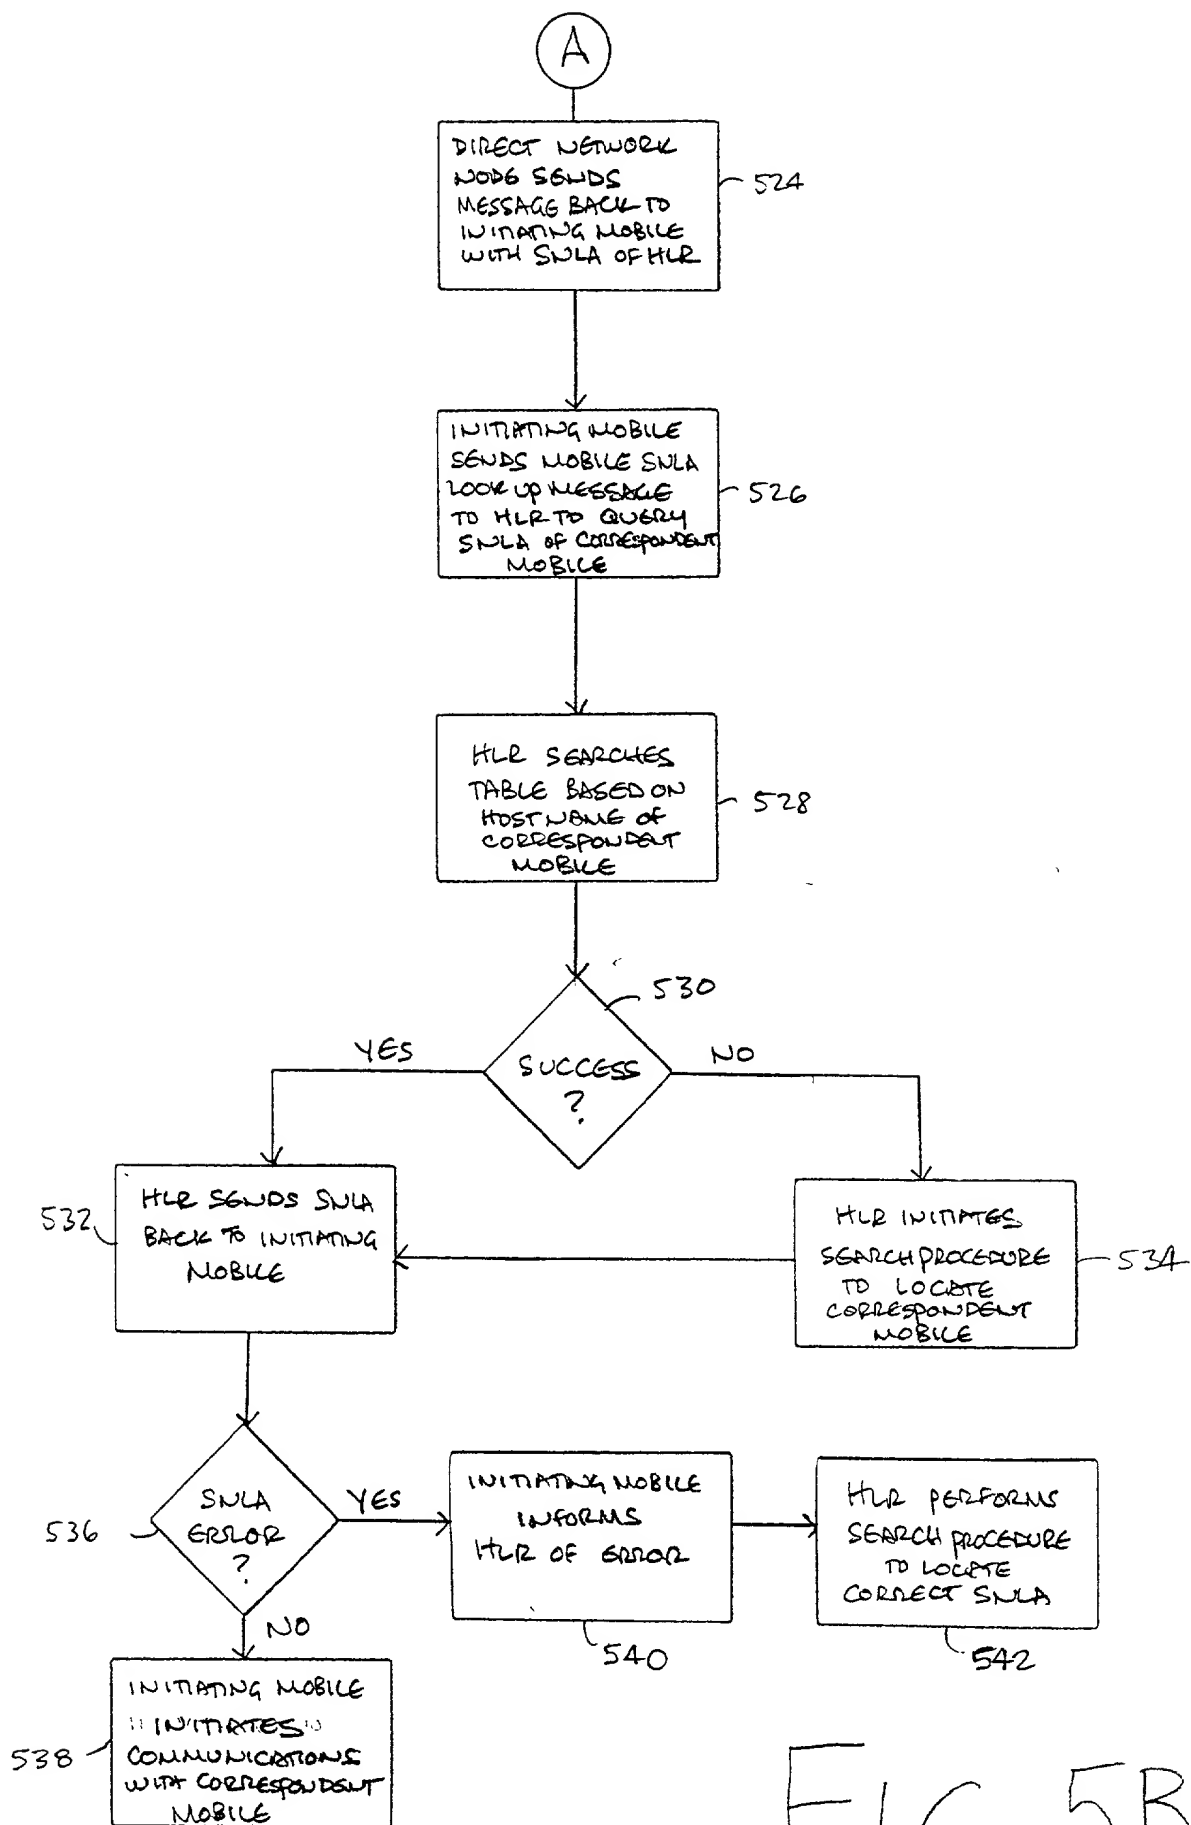 A
DIRECT NETWORK
NODE SENDS
MESSAGE BACK TO
INITIATING MOBILE
WITH SNLA OF HLR
524
INITIATING MOBILE
SENDS MOBILE SNLA
LOOK UP MESSAGE
TO HLR TO QUERY
SNLA OF CORRESPONDENT
MOBILE
526
HLR SEARCHES
TABLE BASED ON
HOST NAME OF
CORRESPONDENT
MOBILE
528
530
YES
SUCCESS
?
NO
532
HLR SENDS SNLA
BACK TO INITIATING
MOBILE
HLR INITIATES
SEARCH PROCEDURE
TO LOCATE
CORRESPONDENT
MOBILE
534
536
SNLA
ERROR
?
YES
INITIATING MOBILE
INFORMS
HLR OF ERROR
540
HLR PERFORMS
SEARCH PROCEDURE
TO LOCATE
CORRECT SNLA
542
NO
538
INITIATING MOBILE
INITIATES
COMMUNICATIONS
WITH CORRESPONDENT
MOBILE
FIG 5B